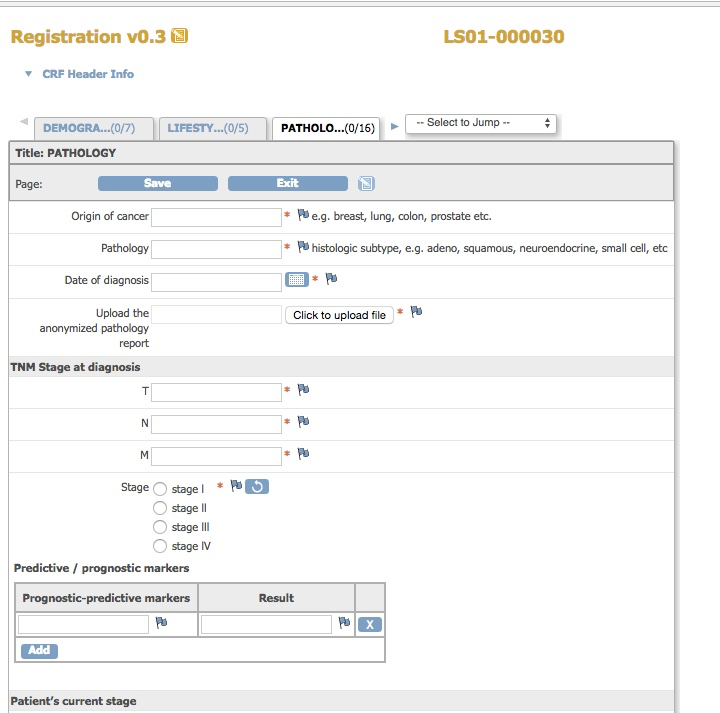 Registration v0.3 LS01-000030
CRF Header Info
DEMOGRA...(0/7) LIFESTY...(0/5) PATHOLO...(0/16) -- Select to Jump --
Title: PATHOLOGY
Page: Save Exit
Origin of cancer * e.g. breast, lung, colon, prostate etc.
Pathology * histologic subtype, e.g. adeno, squamous, neuroendocrine, small cell, etc
Date of diagnosis *
Upload the Click to upload file *
anonymized pathology
report
TNM Stage at diagnosis
T *
N *
M *
Stage stage I *
stage II
stage III
stage IV
Predictive / prognostic markers
Prognostic-predictive markers Result
X
Add
Patient's current stage